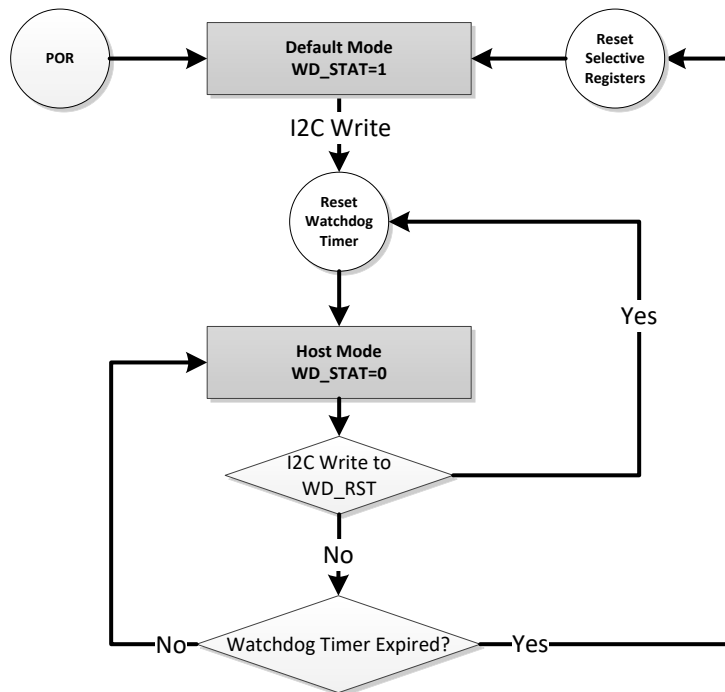 POR
Default Mode
WD_STAT=1
Reset
Selective
Registers
I2C Write
Reset
Watchdog
Timer
Yes
Host Mode
WD_STAT=0
I2C Write to
WD_RST
No
No
Watchdog Timer Expired?
Yes